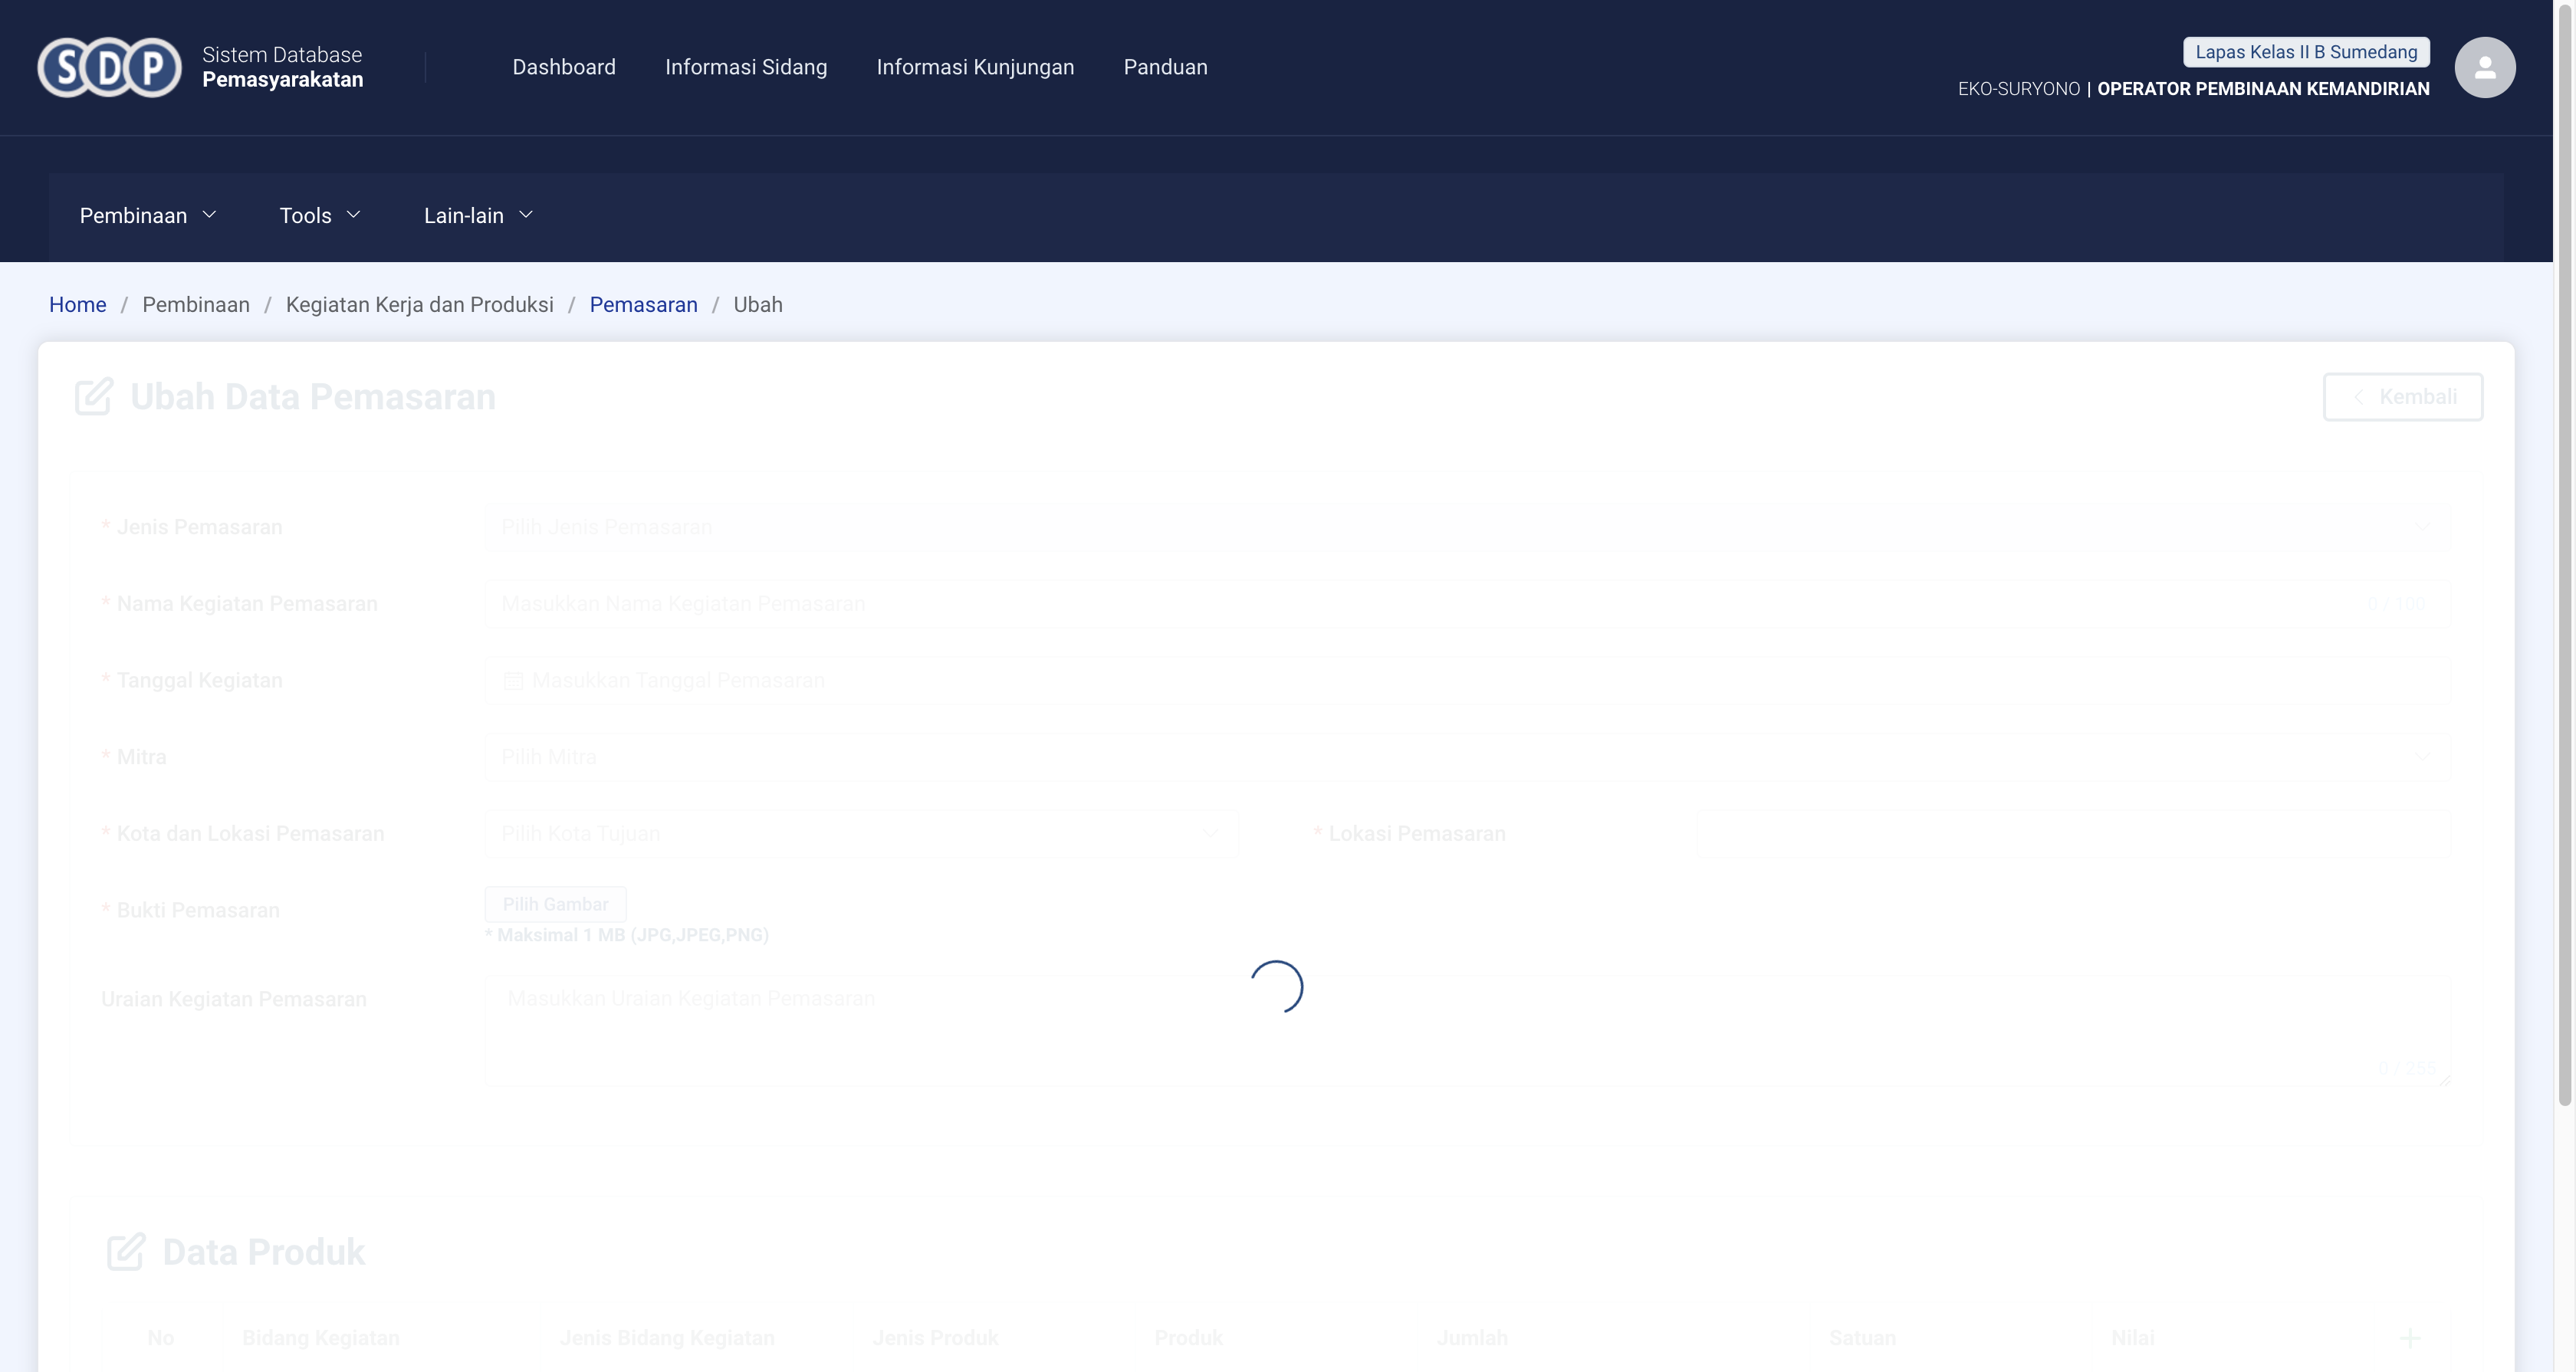 SDP
Sistem Database
Pemasyarakatan
Dashboard
Informasi Sidang
Informasi Kunjungan
Panduan
Lapas Kelas II B Sumedang
EKO-SURYONO | OPERATOR PEMBINAAN KEMANDIRIAN
Pembinaan
Tools
Lain-lain
Home / Pembinaan / Kegiatan Kerja dan Produksi / Pemasaran / Ubah
Ubah Data Pemasaran
Kembali
* Jenis Pemasaran
Pilih Jenis Pemasaran
* Nama Kegiatan Pemasaran
Masukkan Nama Kegiatan Pemasaran
0 / 100
* Tanggal Kegiatan
Masukkan Tanggal Pemasaran
* Mitra
Pilih Mitra
* Kota dan Lokasi Pemasaran
Pilih Kota Tujuan
* Lokasi Pemasaran
* Bukti Pemasaran
Pilih Gambar
* Maksimal 1 MB (JPG,JPEG,PNG)
Uraian Kegiatan Pemasaran
Masukkan Uraian Kegiatan Pemasaran
0 / 255
Data Produk
No
Bidang Kegiatan
Jenis Bidang Kegiatan
Jenis Produk
Produk
Jumlah
Satuan
Nilai